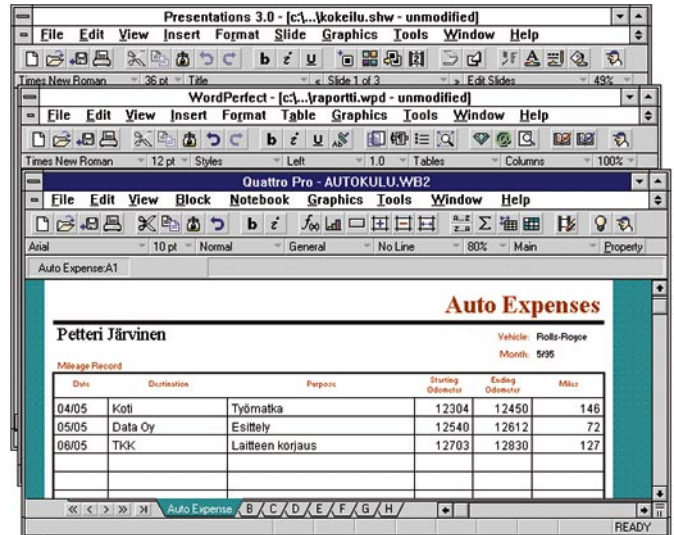 Presentations 3.0 - [c:\...\kokeilu.shw - unmodified]
File Edit View Insert Format Slide Graphics Tools Window Help
b i u
Times New Roman 36 pt Title Slide 1 of 3 Edit Slides 49%
WordPerfect - [c:\...\raportti.wpd - unmodified]
File Edit View Insert Format Table Graphics Tools Window Help
b i u
Times New Roman 12 pt Styles Left 1.0 Tables Columns 100%
Quattro Pro - AUTOKULU.WB2
File Edit View Block Notebook Graphics Tools Window Help
b i
Arial 10 pt Normal General No Line 80% Main Property
Auto Expense:A1
Auto Expenses
Petteri Järvinen Vehicle: Rolls-Royce
Month: 5/95
Mileage Record
Date Destination Purpose Starting Odometer Ending Odometer Miles
04/05 Koti Työmatka 12304 12450 146
05/05 Data Oy Esittely 12540 12612 72
06/05 TKK Laitteen korjaus 12703 12830 127
Auto Expense B C D E F G H
READY